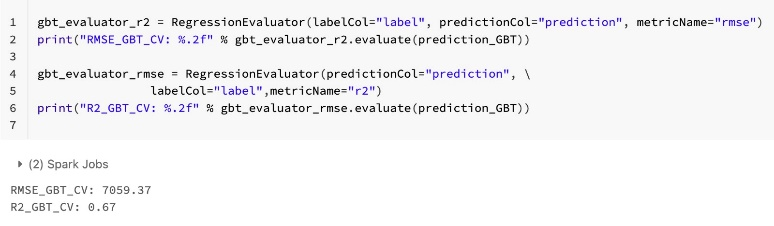 1 gbt_evaluator_r2 = RegressionEvaluator(labelCol="label", predictionCol="prediction", metricName="rmse")
2 print("RMSE_GBT_CV: %.2f" % gbt_evaluator_r2.evaluate(prediction_GBT))
3
4 gbt_evaluator_rmse = RegressionEvaluator(predictionCol="prediction", \
5 labelCol="label",metricName="r2")
6 print("R2_GBT_CV: %.2f" % gbt_evaluator_rmse.evaluate(prediction_GBT))
7
(2) Spark Jobs
RMSE_GBT_CV: 7059.37
R2_GBT_CV: 0.67